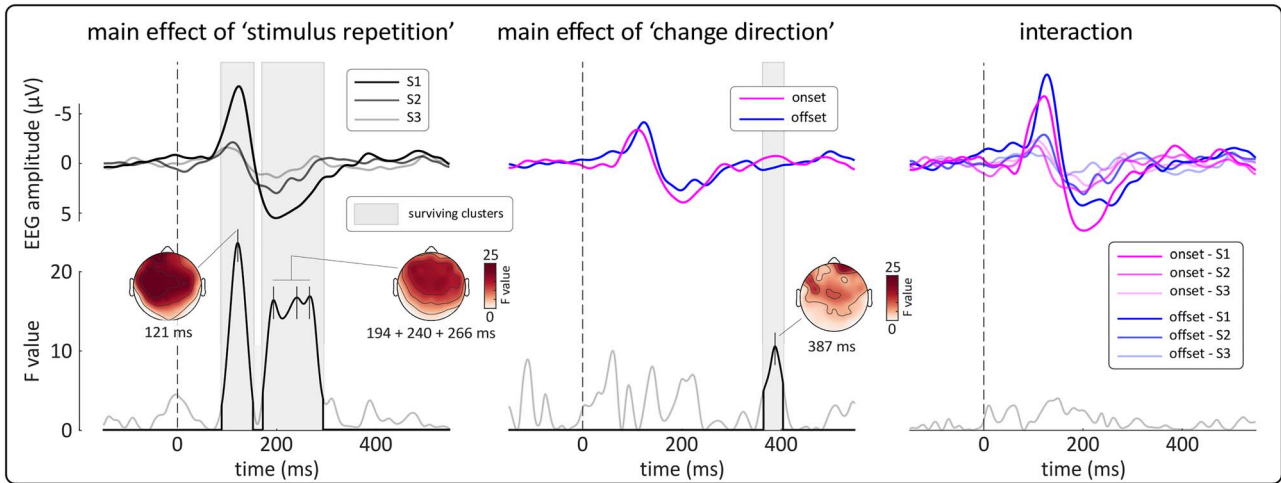 main effect of ‘stimulus repetition’
main effect of ‘change direction’
interaction
EEG amplitude (µV)
-5
0
5
S1
S2
S3
surviving clusters
onset
offset
onset - S1
onset - S2
onset - S3
offset - S1
offset - S2
offset - S3
F value
20
10
0
121 ms
194 + 240 + 266 ms
25
F value
0
387 ms
25
F value
0
0
200
400
time (ms)
0
200
400
time (ms)
0
200
400
time (ms)